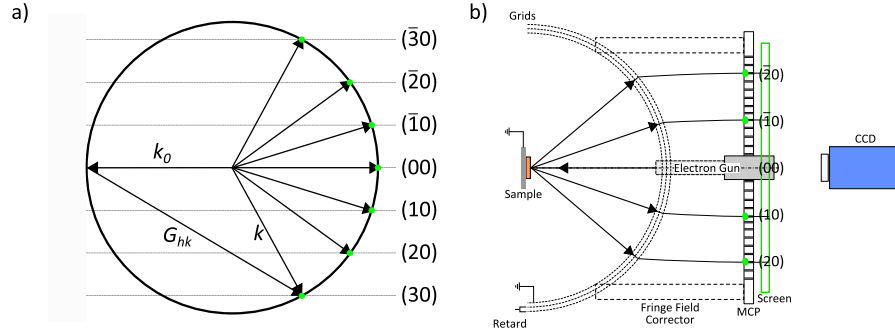 a)
(3̅0)
(2̅0)
(1̅0)
(00)
(10)
(20)
(30)
k₀
G_hk
k
b)
Grids
(2̅0)
(1̅0)
(00)
(10)
(20)
Electron Gun
Sample
CCD
Retard
Fringe Field
Corrector
MCP
Screen